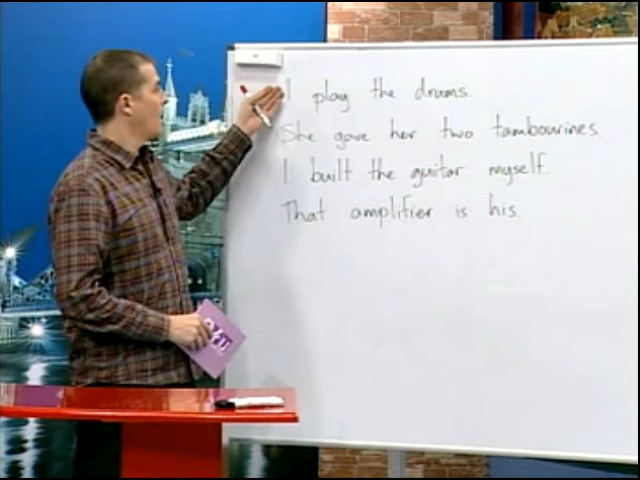 I play the drums.
She gave her two tambourines.
I built the guitar myself.
That amplifier is his.